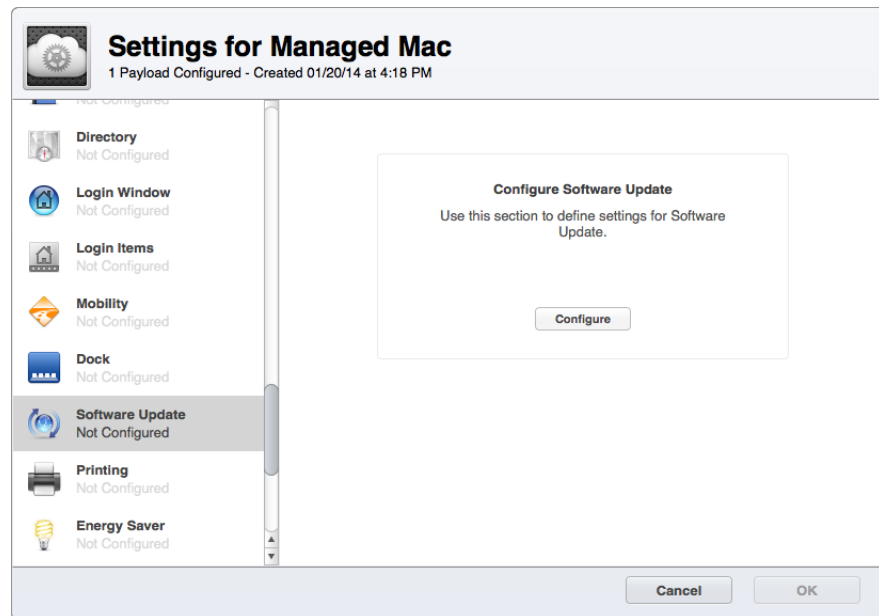 Settings for Managed Mac
1 Payload Configured - Created 01/20/14 at 4:18 PM
Not Configured
Directory
Not Configured
Login Window
Not Configured
Login Items
Not Configured
Mobility
Not Configured
Dock
Not Configured
Software Update
Not Configured
Printing
Not Configured
Energy Saver
Not Configured
Configure Software Update
Use this section to define settings for Software
Update.
Configure
Cancel
OK